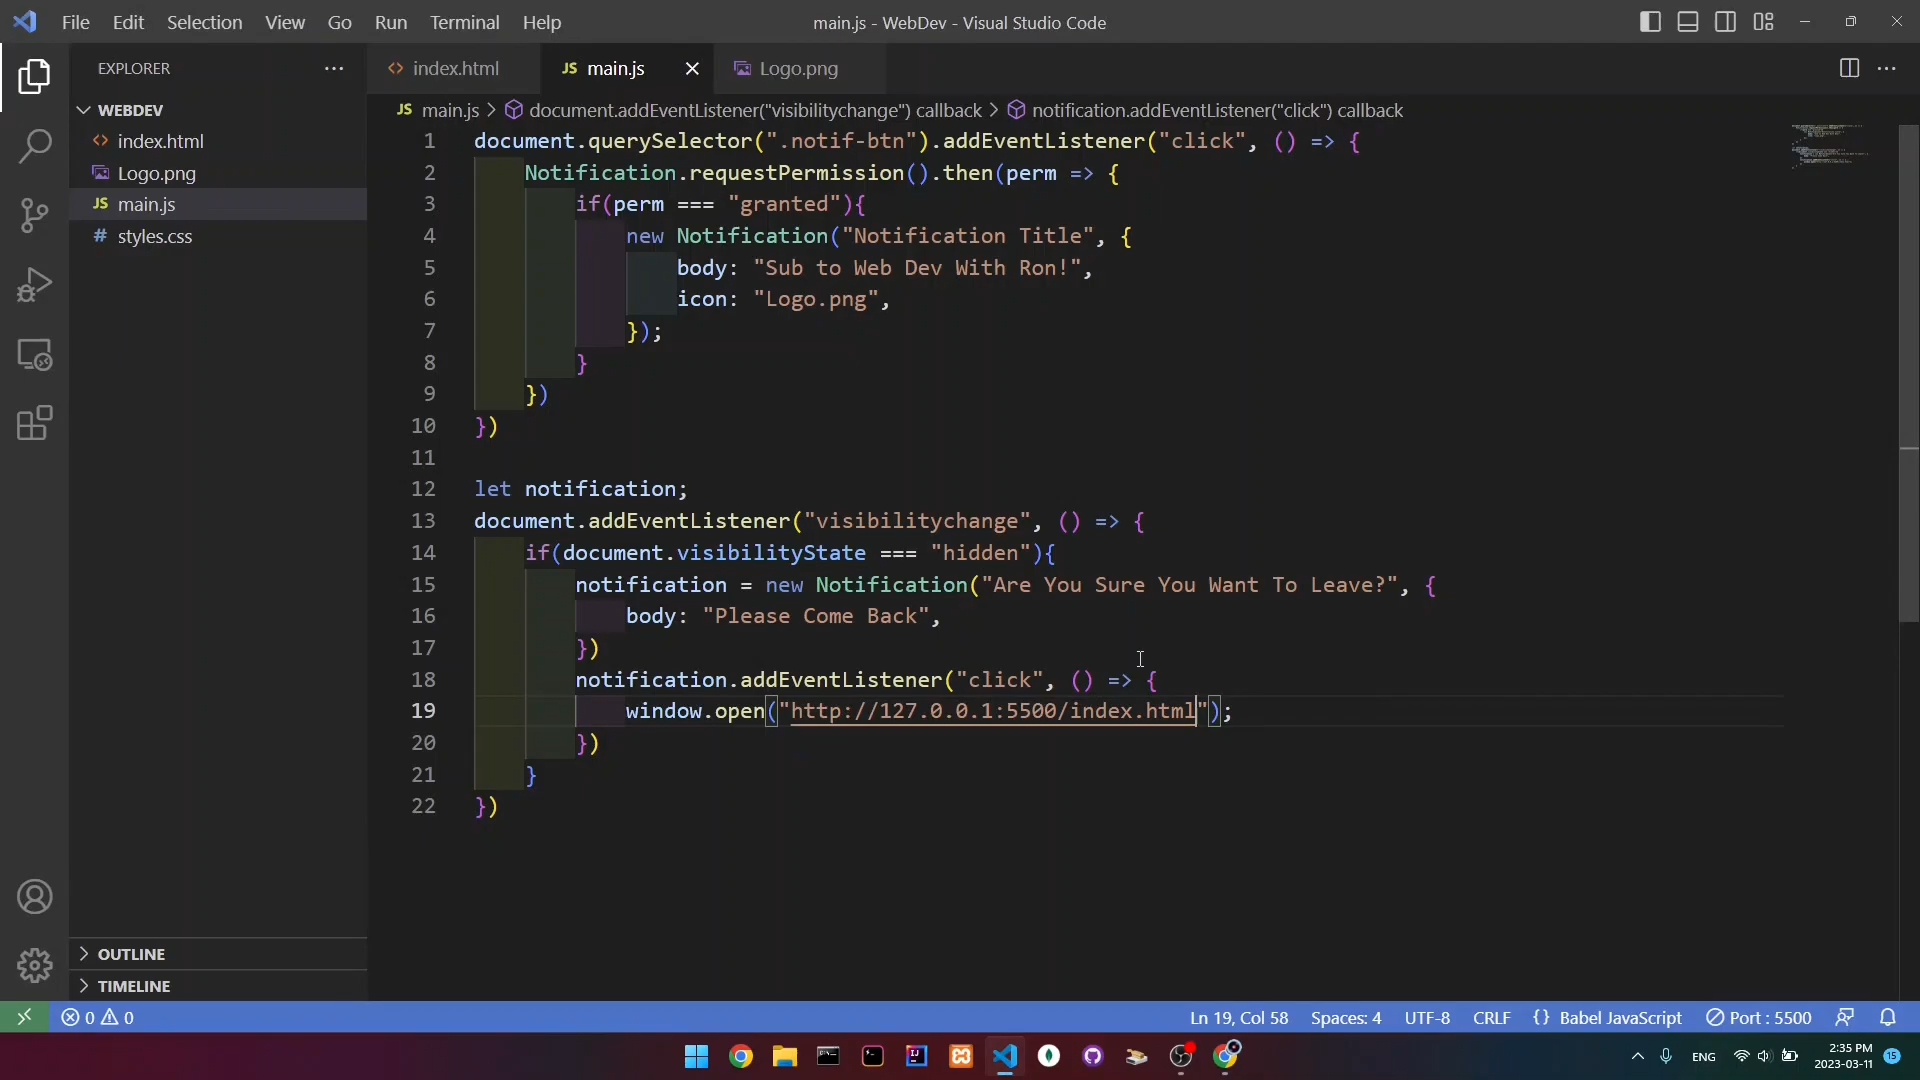 File Edit Selection View Go Run Terminal Help
main.js - WebDev - Visual Studio Code
EXPLORER
index.html
JS main.js
Logo.png
WEBDEV
index.html
Logo.png
JS main.js
# styles.css
JS main.js > document.addEventListener("visibilitychange") callback > notification.addEventListener("click") callback
1 document.querySelector(".notif-btn").addEventListener("click", () => {
2 Notification.requestPermission().then(perm => {
3 if(perm === "granted"){
4 new Notification("Notification Title", {
5 body: "Sub to Web Dev With Ron!",
6 icon: "Logo.png",
7 });
8 }
9 })
10 })
11
12 let notification;
13 document.addEventListener("visibilitychange", () => {
14 if(document.visibilityState === "hidden"){
15 notification = new Notification("Are You Sure You Want To Leave?", {
16 body: "Please Come Back",
17 })
18 notification.addEventListener("click", () => {
19 window.open("http://127.0.0.1:5500/index.html");
20 })
21 }
22 })
OUTLINE
TIMELINE
0 0
Ln 19, Col 58 Spaces: 4 UTF-8 CRLF {} Babel JavaScript Port : 5500
ENG
2:35 PM
2023-03-11
15